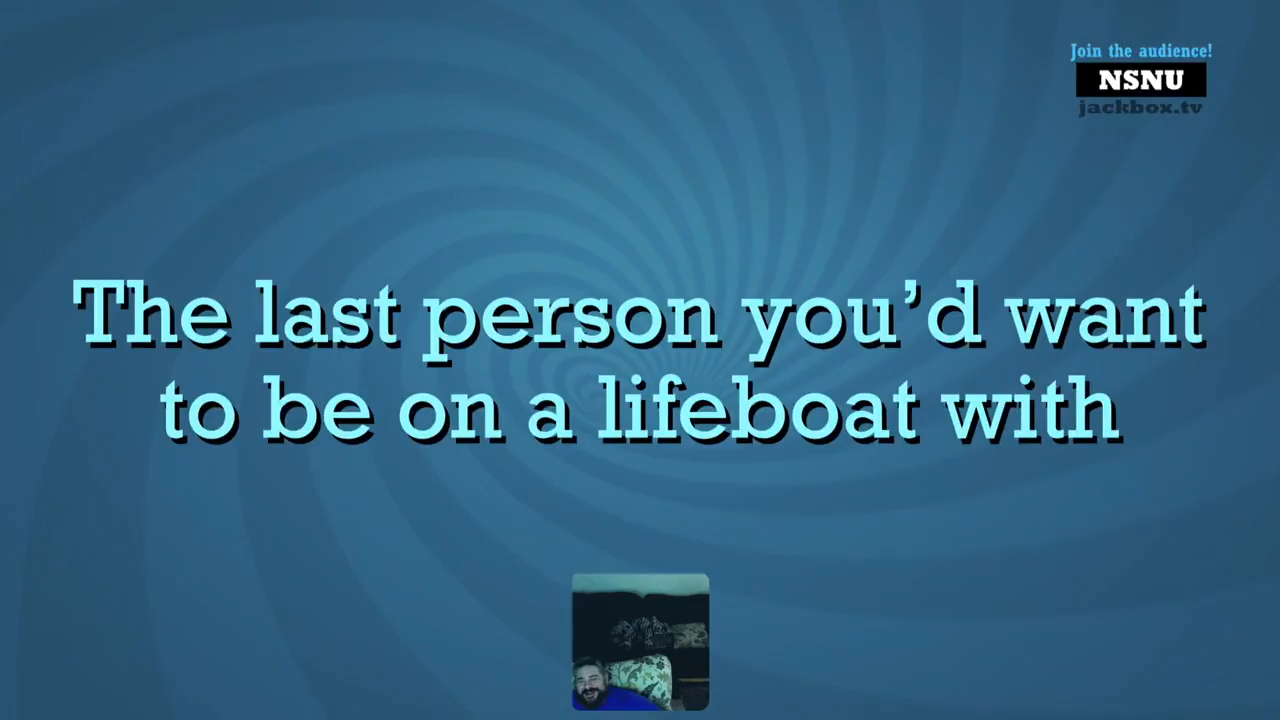 Join the audience!
NSNU
jackbox.tv
The last person you’d want
to be on a lifeboat with